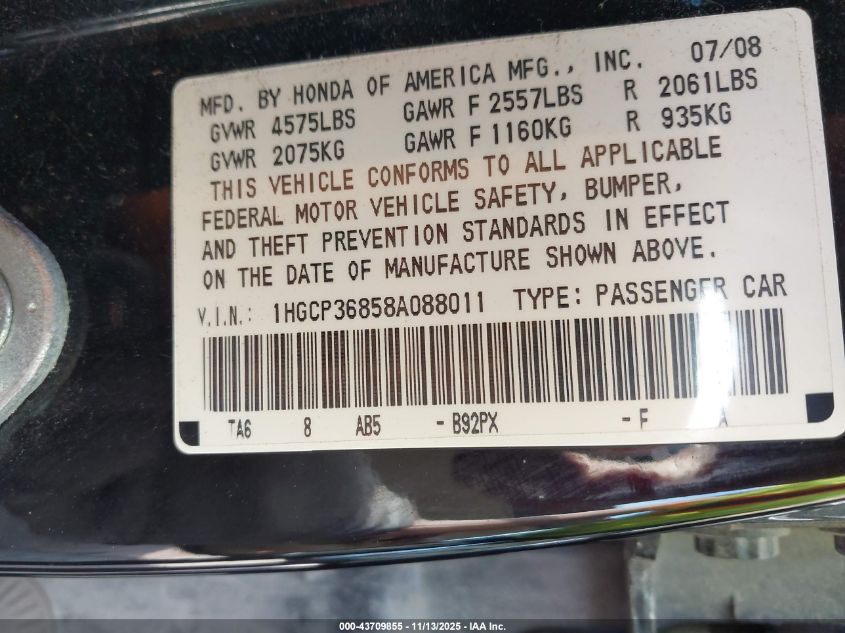 MFD. BY HONDA OF AMERICA MFG., INC. 07/08
GVWR 4575LBS GAWR F 2557LBS R 2061LBS
GVWR 2075KG GAWR F 1160KG R 935KG
THIS VEHICLE CONFORMS TO ALL APPLICABLE
FEDERAL MOTOR VEHICLE SAFETY, BUMPER,
AND THEFT PREVENTION STANDARDS IN EFFECT
ON THE DATE OF MANUFACTURE SHOWN ABOVE.
V.I.N.: 1HGCP36858A088011 TYPE: PASSENGER CAR
TA6 8 AB5 - B92PX - F A
000-43709855 - 11/13/2025 - IAA Inc.